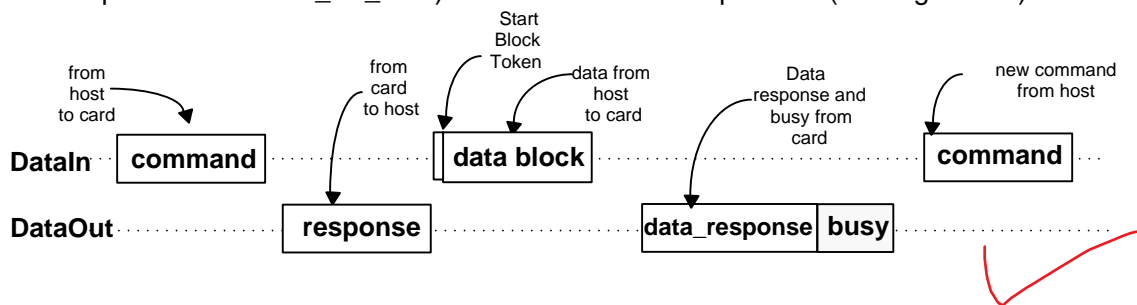 Start
Block
Token
from
host
to card
from
card
to host
data from
host
to card
Data
response and
busy from
card
new command
from host
DataIn
command
data block
command
DataOut
response
data_response
busy